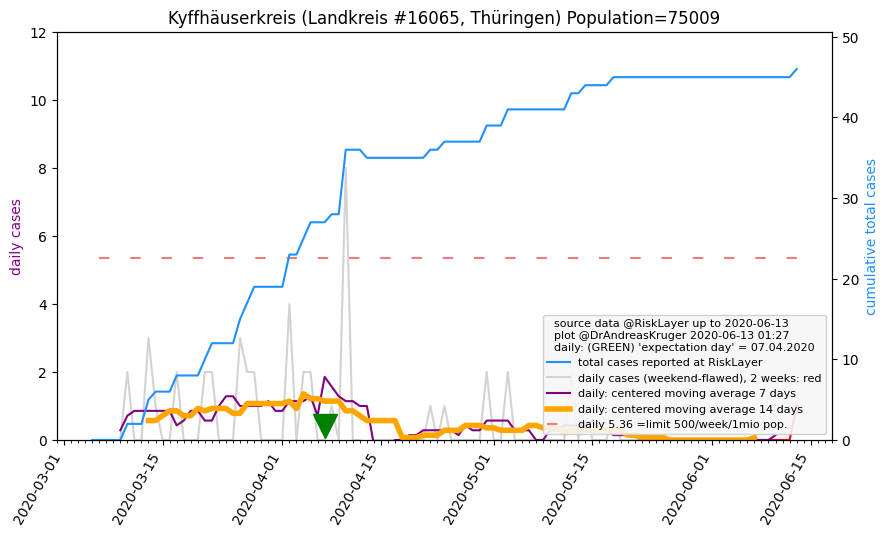 Kyffhäuserkreis (Landkreis #16065, Thüringen) Population=75009
12
10
8
6
4
2
0
daily cases
50
40
30
20
10
0
cumulative total cases
source data @RiskLayer up to 2020-06-13
plot @DrAndreasKruger 2020-06-13 01:27
daily: (GREEN) 'expectation day' = 07.04.2020
total cases reported at RiskLayer
daily cases (weekend-flawed), 2 weeks: red
daily: centered moving average 7 days
daily: centered moving average 14 days
daily 5.36 =limit 500/week/1mio pop.
2020-03-01
2020-03-15
2020-04-01
2020-04-15
2020-05-01
2020-05-15
2020-06-01
2020-06-15